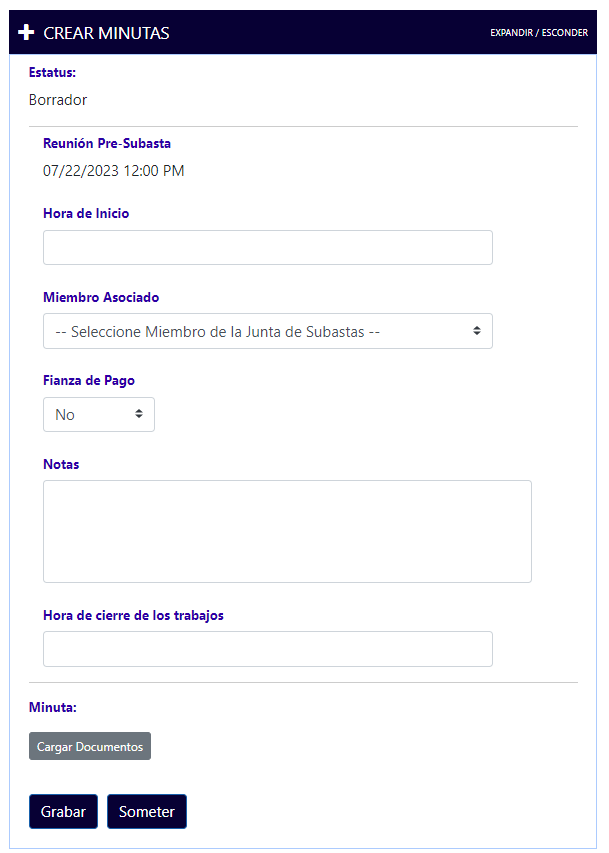 CREAR MINUTAS
EXPANDIR / ESCONDER
Estatus:
Borrador
Reunión Pre-Subasta
07/22/2023 12:00 PM
Hora de Inicio
Miembro Asociado
-- Seleccione Miembro de la Junta de Subastas --
Fianza de Pago
No
Notas
Hora de cierre de los trabajos
Minuta:
Cargar Documentos
Grabar Someter